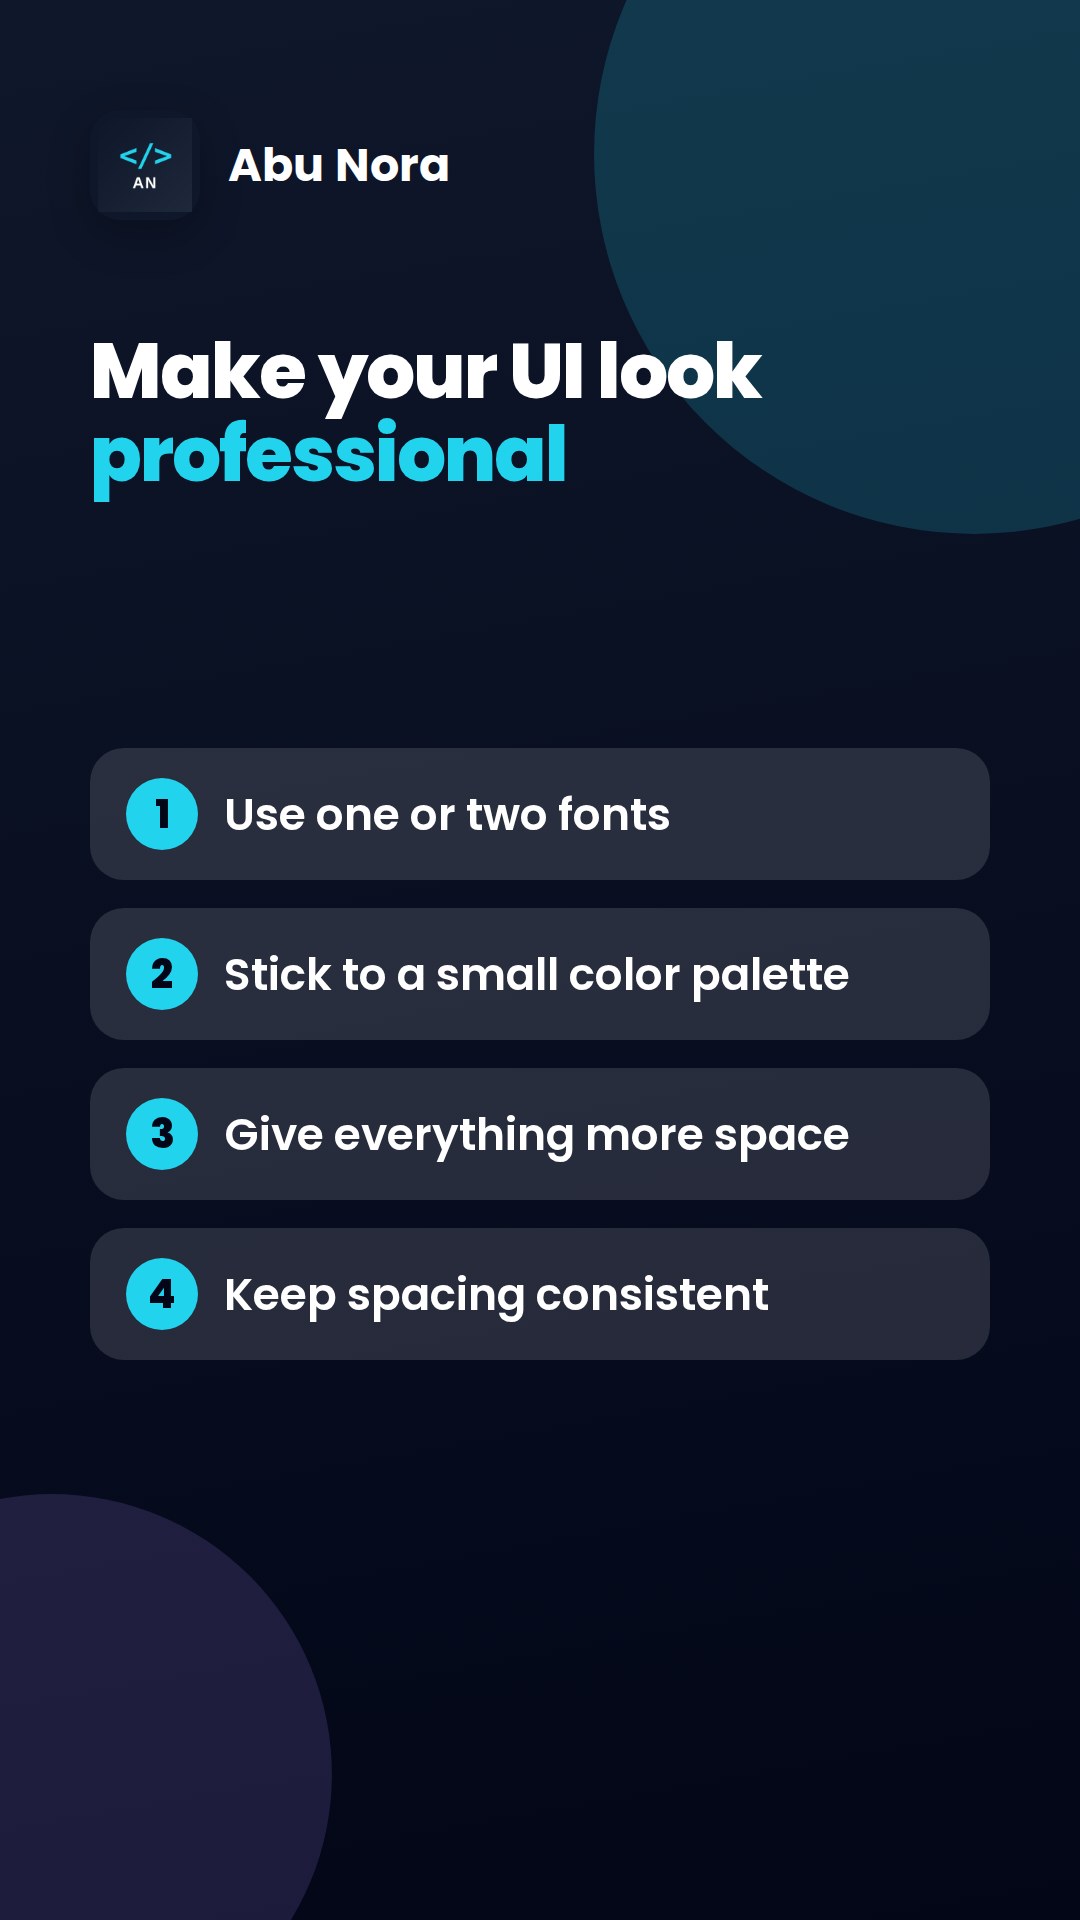 </>
AN
Abu Nora
Make your UI look
professional
1 Use one or two fonts
2 Stick to a small color palette
3 Give everything more space
4 Keep spacing consistent